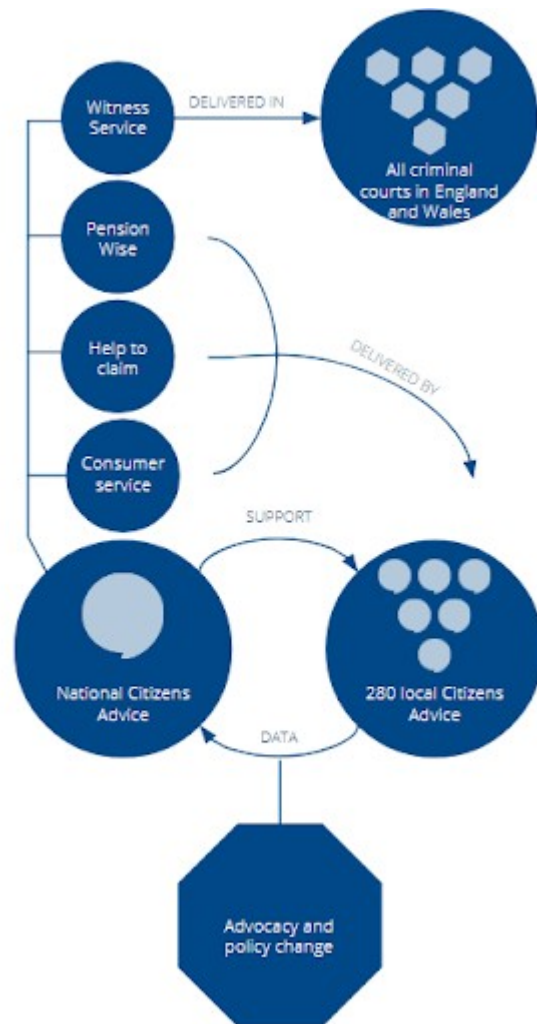 Witness
Service
DELIVERED IN
All criminal
courts in England
and Wales
Pension
Wise
Help to
claim
DELIVERED BY
Consumer
service
SUPPORT
National Citizens
Advice
280 local Citizens
Advice
DATA
Advocacy and
policy change